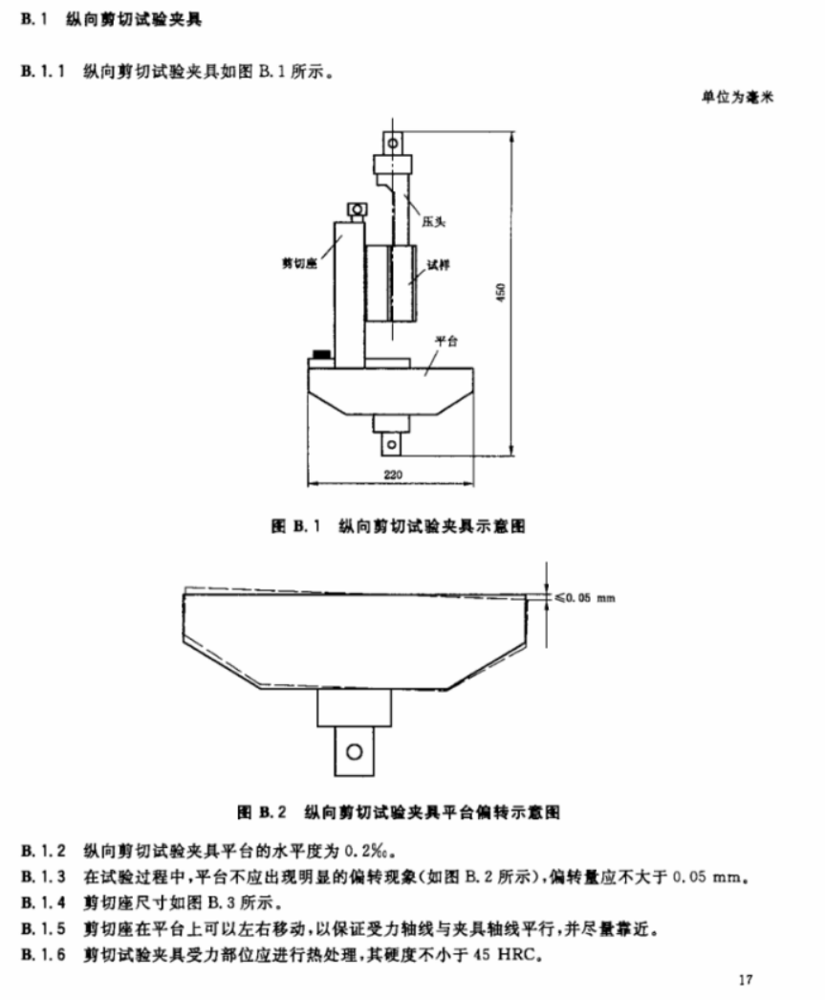 B.1 纵向剪切试验夹具
B.1.1 纵向剪切试验夹具如图 B.1 所示。
单位为毫米
压头
剪切座
试样
450
平台
220
图 B.1 纵向剪切试验夹具示意图
≤0.05 mm
图 B.2 纵向剪切试验夹具平台偏转示意图
B.1.2 纵向剪切试验夹具平台的水平度为 0.2‰。
B.1.3 在试验过程中,平台不应出现明显的偏转现象(如图 B.2 所示),偏转量应不大于 0.05 mm。
B.1.4 剪切座尺寸如图 B.3 所示。
B.1.5 剪切座在平台上可以左右移动,以保证受力轴线与夹具轴线平行,并尽量靠近。
B.1.6 剪切试验夹具受力部位应进行热处理,其硬度不小于 45 HRC。
17